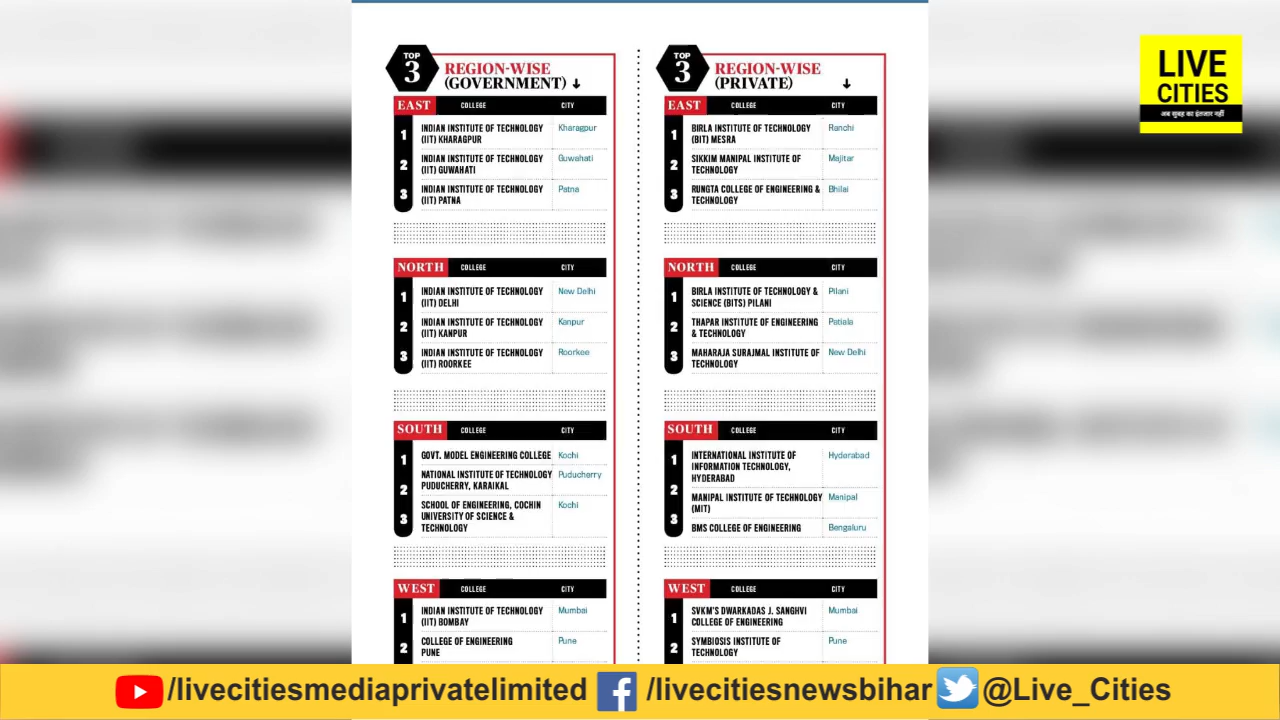 TOP
3
REGION-WISE
(GOVERNMENT)
EAST COLLEGE CITY
1 INDIAN INSTITUTE OF TECHNOLOGY Kharagpur
(IIT) KHARAGPUR
2 INDIAN INSTITUTE OF TECHNOLOGY Guwahati
(IIT) GUWAHATI
3 INDIAN INSTITUTE OF TECHNOLOGY Patna
(IIT) PATNA
NORTH COLLEGE CITY
1 INDIAN INSTITUTE OF TECHNOLOGY New Delhi
(IIT) DELHI
2 INDIAN INSTITUTE OF TECHNOLOGY Kanpur
(IIT) KANPUR
3 INDIAN INSTITUTE OF TECHNOLOGY Roorkee
(IIT) ROORKEE
SOUTH COLLEGE CITY
1 GOVT. MODEL ENGINEERING COLLEGE Kochi
2 NATIONAL INSTITUTE OF TECHNOLOGY Puducherry
PUDUCHERRY, KARAIKAL
3 SCHOOL OF ENGINEERING, COCHIN Kochi
UNIVERSITY OF SCIENCE &
TECHNOLOGY
WEST COLLEGE CITY
1 INDIAN INSTITUTE OF TECHNOLOGY Mumbai
(IIT) BOMBAY
2 COLLEGE OF ENGINEERING Pune
PUNE
TOP
3
REGION-WISE
(PRIVATE)
EAST COLLEGE CITY
1 BIRLA INSTITUTE OF TECHNOLOGY Ranchi
(BIT) MESRA
2 SIKKIM MANIPAL INSTITUTE OF Majitar
TECHNOLOGY
3 RUNGTA COLLEGE OF ENGINEERING & Bhilai
TECHNOLOGY
NORTH COLLEGE CITY
1 BIRLA INSTITUTE OF TECHNOLOGY & Pilani
SCIENCE (BITS) PILANI
2 THAPAR INSTITUTE OF ENGINEERING Patiala
& TECHNOLOGY
3 MAHARAJA SURAJMAL INSTITUTE OF New Delhi
TECHNOLOGY
SOUTH COLLEGE CITY
1 INTERNATIONAL INSTITUTE OF Hyderabad
INFORMATION TECHNOLOGY,
HYDERABAD
2 MANIPAL INSTITUTE OF TECHNOLOGY Manipal
(MIT)
3 BMS COLLEGE OF ENGINEERING Bengaluru
WEST COLLEGE CITY
1 SVKM'S DWARKADAS J. SANGHVI Mumbai
COLLEGE OF ENGINEERING
2 SYMBIOSIS INSTITUTE OF Pune
TECHNOLOGY
LIVE
CITIES
अब सुबह का इंतजार नहीं
/livecitiesmediaprivatelimited /livecitiesnewsbihar @Live_Cities